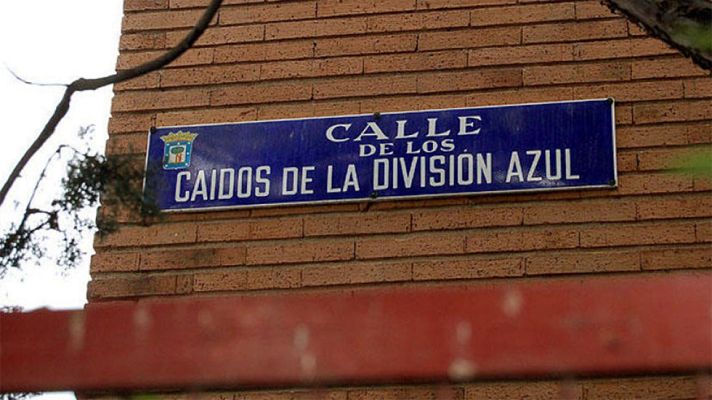 CALLE
DE LOS
CAIDOS DE LA DIVISIÓN AZUL